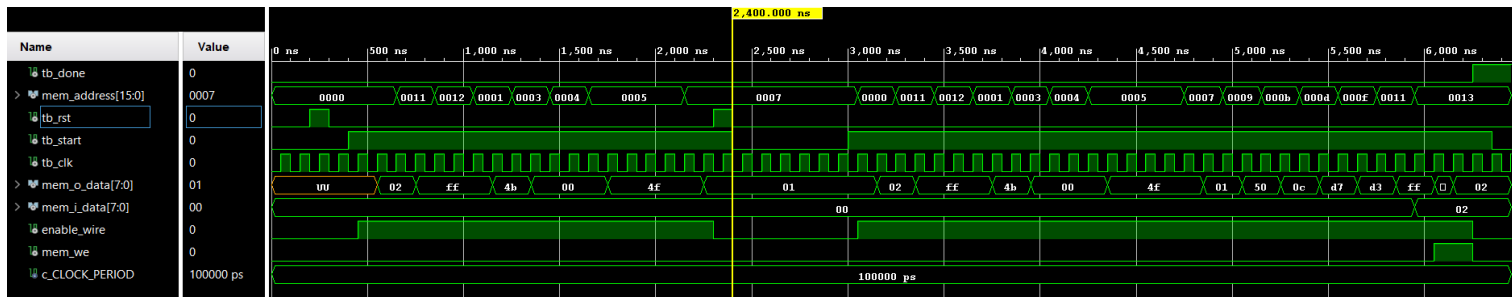 2,400.000 ns
Name Value
0 ns 500 ns 1,000 ns 1,500 ns 2,000 ns 2,500 ns 3,000 ns 3,500 ns 4,000 ns 4,500 ns 5,000 ns 5,500 ns 6,000 ns
tb_done 0
mem_address[15:0] 0007 0000 0011 0012 0001 0003 0004 0005 0007 0000 0011 0012 0001 0003 0004 0005 0007 0009 000b 000d 000f 0011 0013
tb_rst 0
tb_start 0
tb_clk 0
mem_o_data[7:0] 01 UU 02 ff 4b 00 4f 01 02 ff 4b 00 4f 01 50 0c d7 d3 ff 02
mem_i_data[7:0] 00 00 02
enable_wire 0
mem_we 0
c_CLOCK_PERIOD 100000 ps 100000 ps